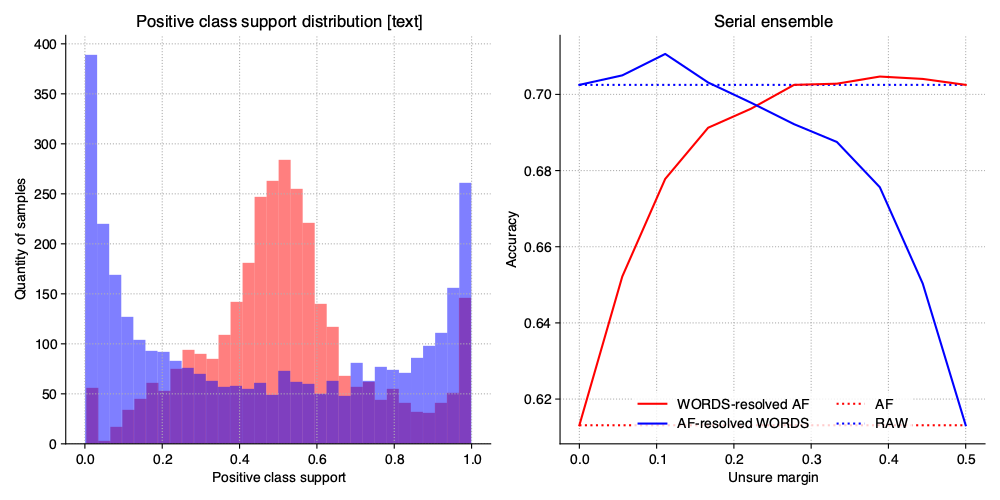 Positive class support distribution [text]
Quantity of samples
400
350
300
250
200
150
100
50
0
0.0 0.2 0.4 0.6 0.8 1.0
Positive class support
Serial ensemble
Accuracy
0.70
0.68
0.66
0.64
0.62
WORDS-resolved AF
AF-resolved WORDS
AF
RAW
0.0 0.1 0.2 0.3 0.4 0.5
Unsure margin